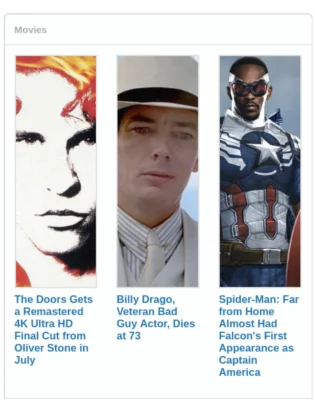 Movies
The Doors Gets
a Remastered
4K Ultra HD
Final Cut from
Oliver Stone in
July
Billy Drago,
Veteran Bad
Guy Actor, Dies
at 73
Spider-Man: Far
from Home
Almost Had
Falcon's First
Appearance as
Captain
America